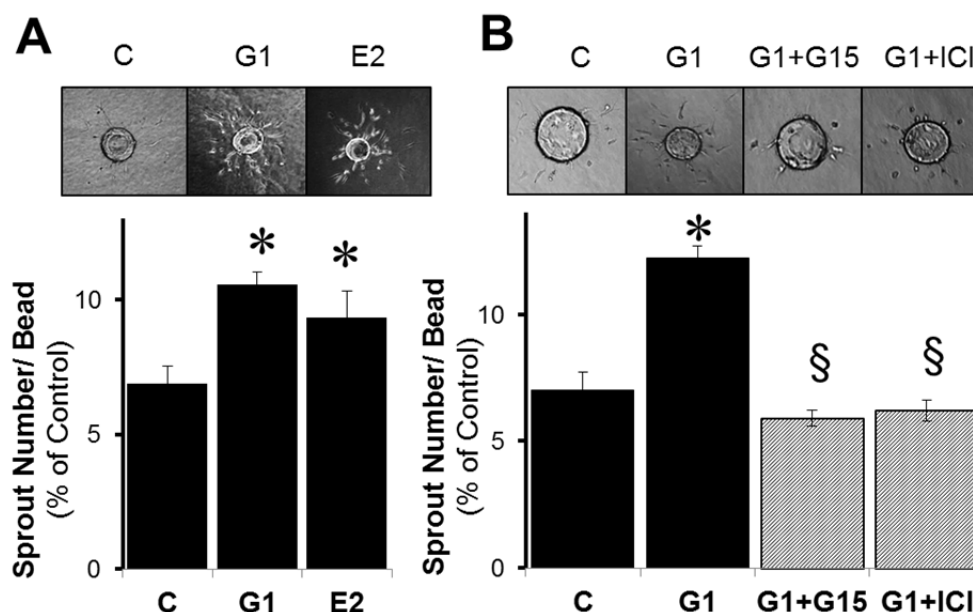 A
B
C G1 E2
C G1 G1+G15 G1+ICI
Sprout Number/ Bead
(% of Control)
10
5
0
*
*
C G1 E2
Sprout Number/ Bead
(% of Control)
10
5
0
*
§
§
C G1 G1+G15 G1+ICI